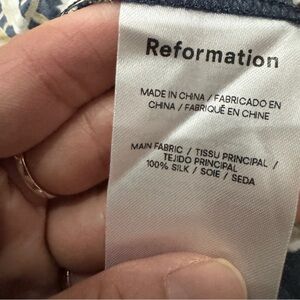 Reformation
MADE IN CHINA / FABRICADO EN
CHINA / FABRIQUÉ EN CHINE
MAIN FABRIC / TISSU PRINCIPAL /
TEJIDO PRINCIPAL
100% SILK / SOIE / SEDA